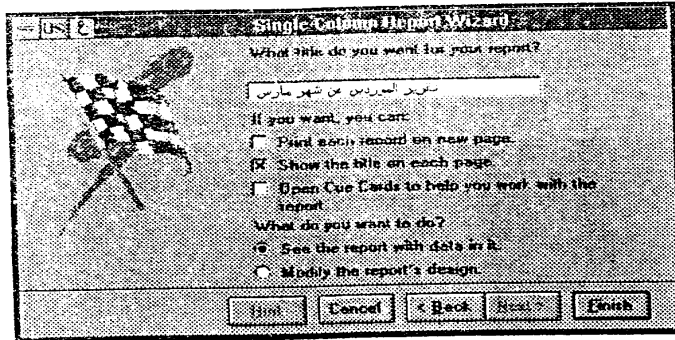 US ع Single-Column Report Wizard
What title do you want for your report?
تقرير الموردين عن شهر مارس
If you want, you can:
Print each record on new page.
Show the title on each page.
Open Cue Cards to help you work with the
report.
What do you want to do?
See the report with data in it.
Modify the report's design.
Hint Cancel < Back Next > Finish